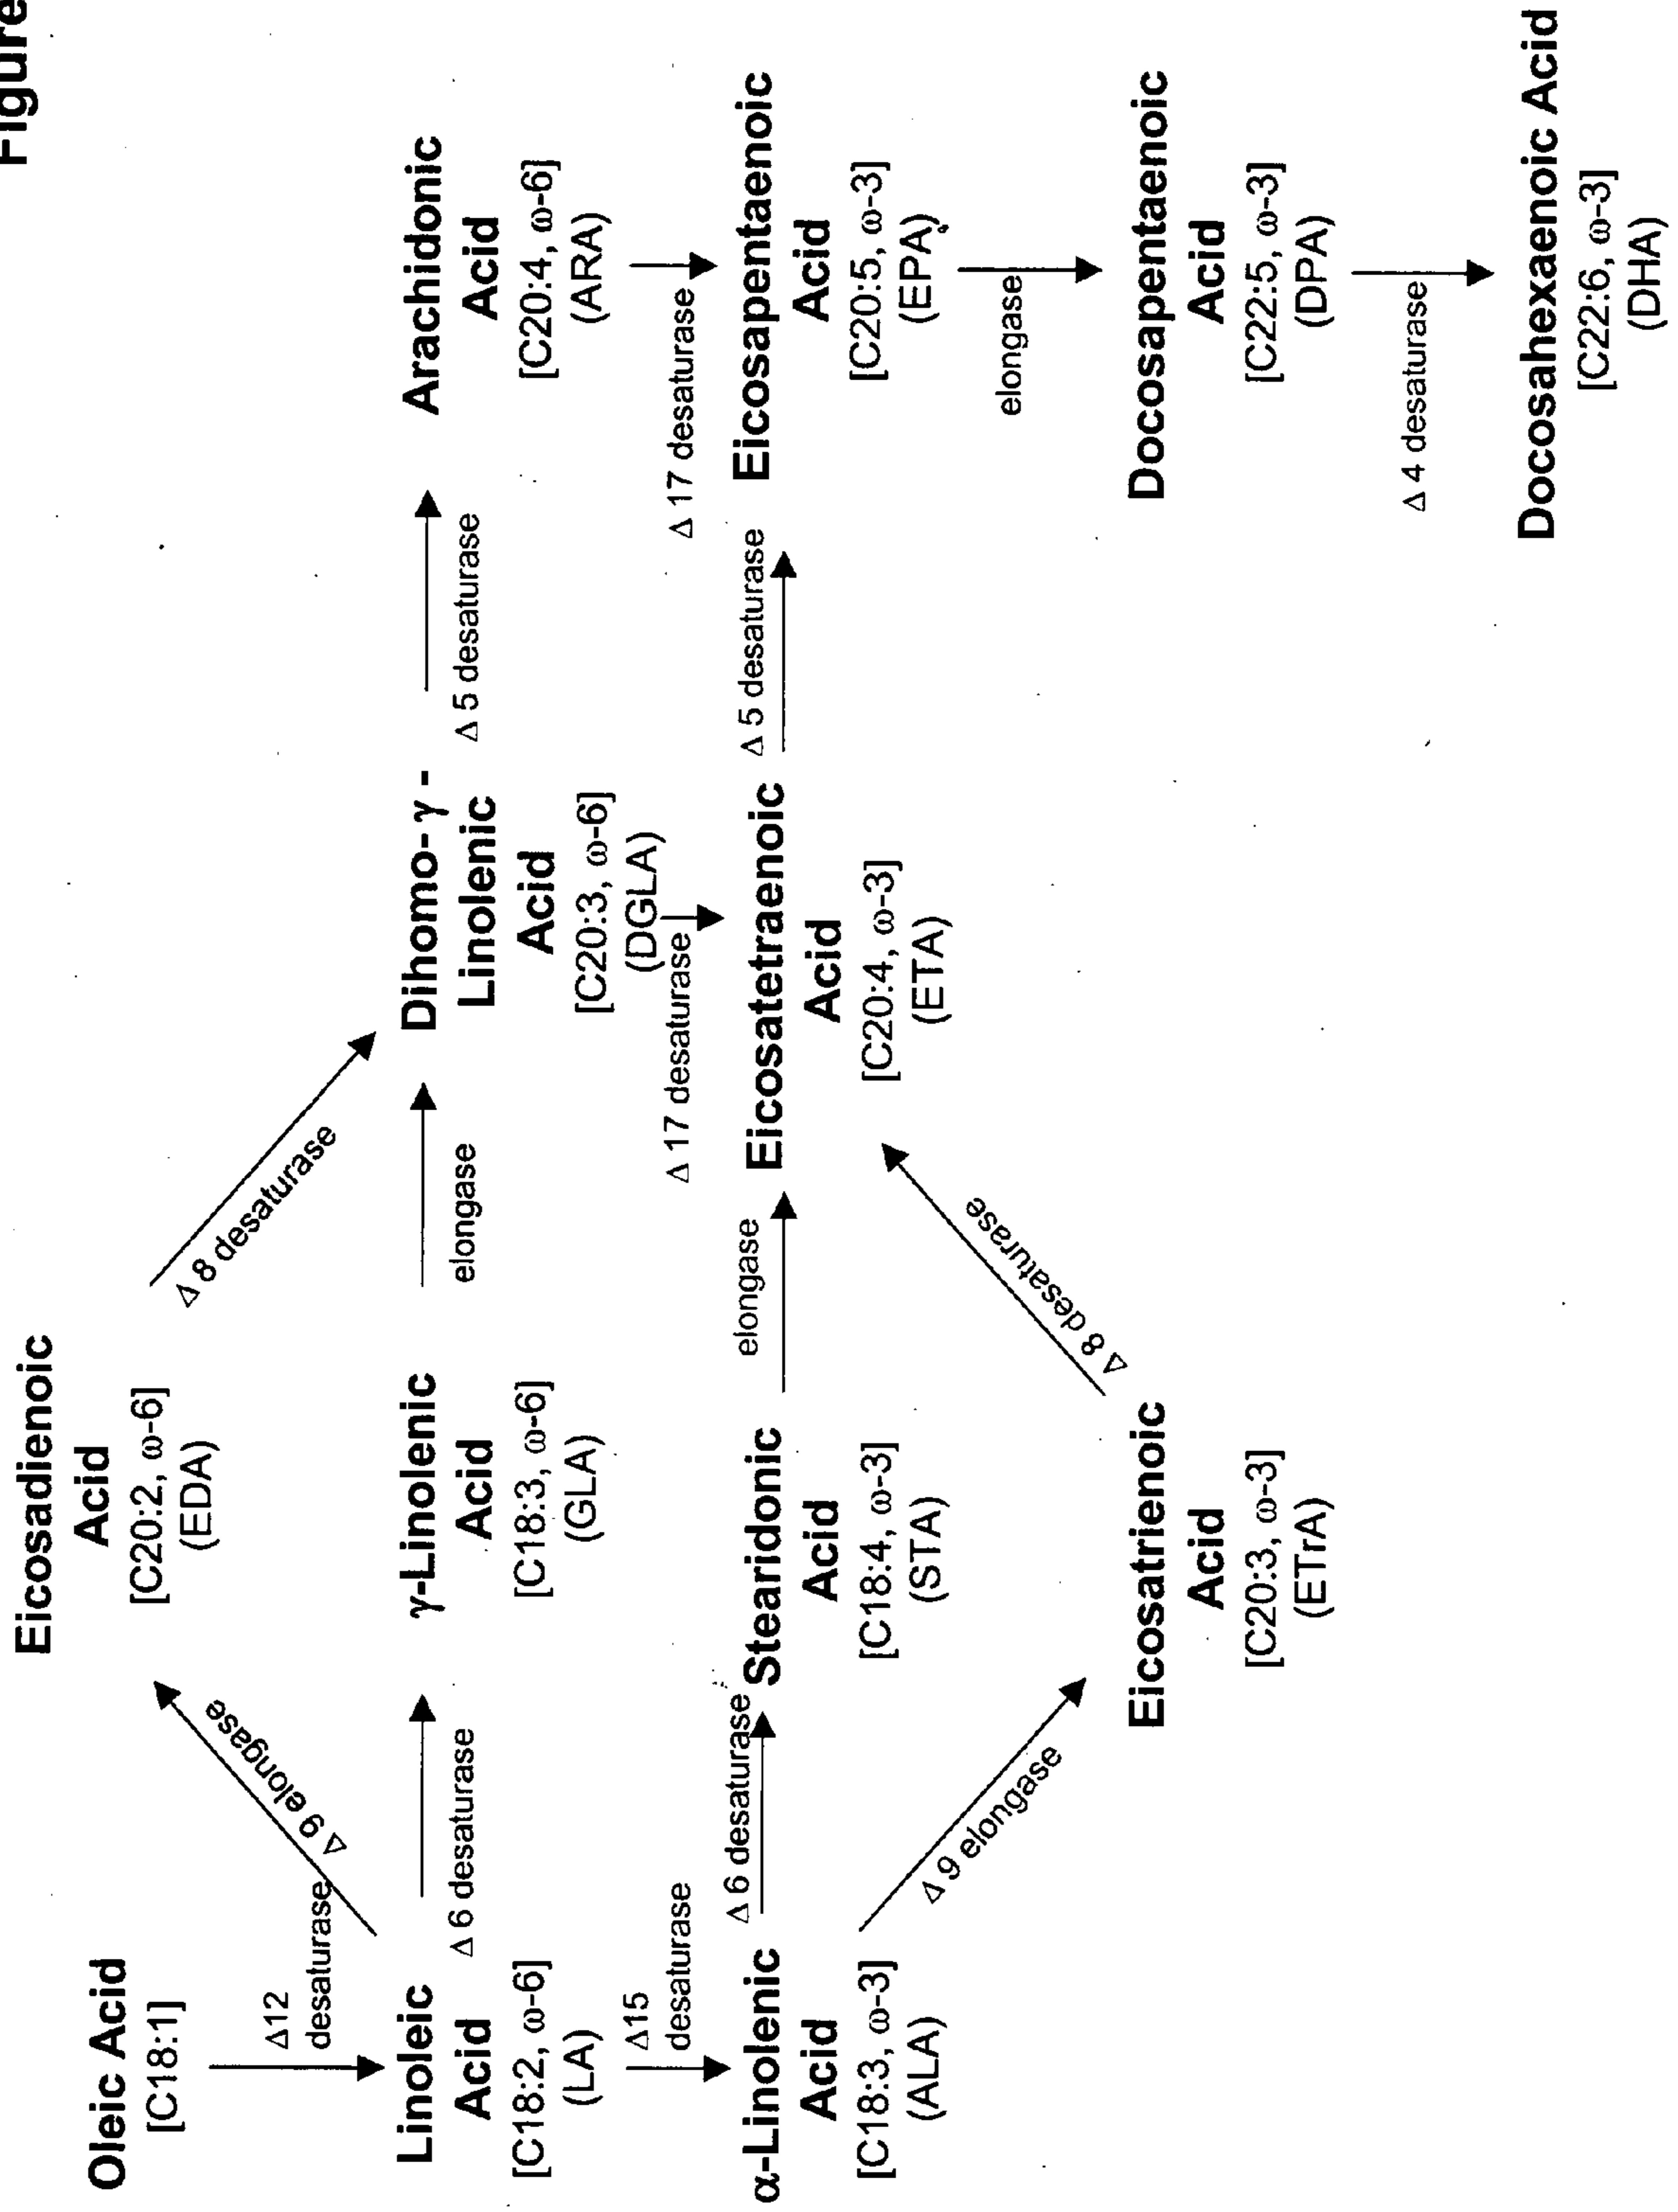 Figure
Oleic Acid
[C18:1]
Δ12
desaturase
Δ 9 elongase
Eicosadienoic
Acid
[C20:2, ω-6]
(EDA)
Δ 8 desaturase
Linoleic
Acid
[C18:2, ω-6]
(LA)
Δ 6 desaturase
γ-Linolenic
Acid
[C18:3, ω-6]
(GLA)
elongase
Dihomo-γ -
Linolenic
Acid
[C20:3, ω-6]
(DGLA)
Δ 5 desaturase
Arachidonic
Acid
[C20:4, ω-6]
(ARA)
Δ15
desaturase
Δ 17 desaturase
Δ 17 desaturase
α-Linolenic
Acid
[C18:3, ω-3]
(ALA)
Δ 6 desaturase
Stearidonic
Acid
[C18:4, ω-3]
(STA)
elongase
Eicosatetraenoic
Acid
[C20:4, ω-3]
(ETA)
Δ 5 desaturase
Eicosapentaenoic
Acid
[C20:5, ω-3]
(EPA)
Δ 9 elongase
Eicosatrienoic
Acid
[C20:3, ω-3]
(ETrA)
Δ 8 desaturase
elongase
Docosapentaenoic
Acid
[C22:5, ω-3]
(DPA)
Δ 4 desaturase
Docosahexaenoic Acid
[C22:6, ω-3]
(DHA)